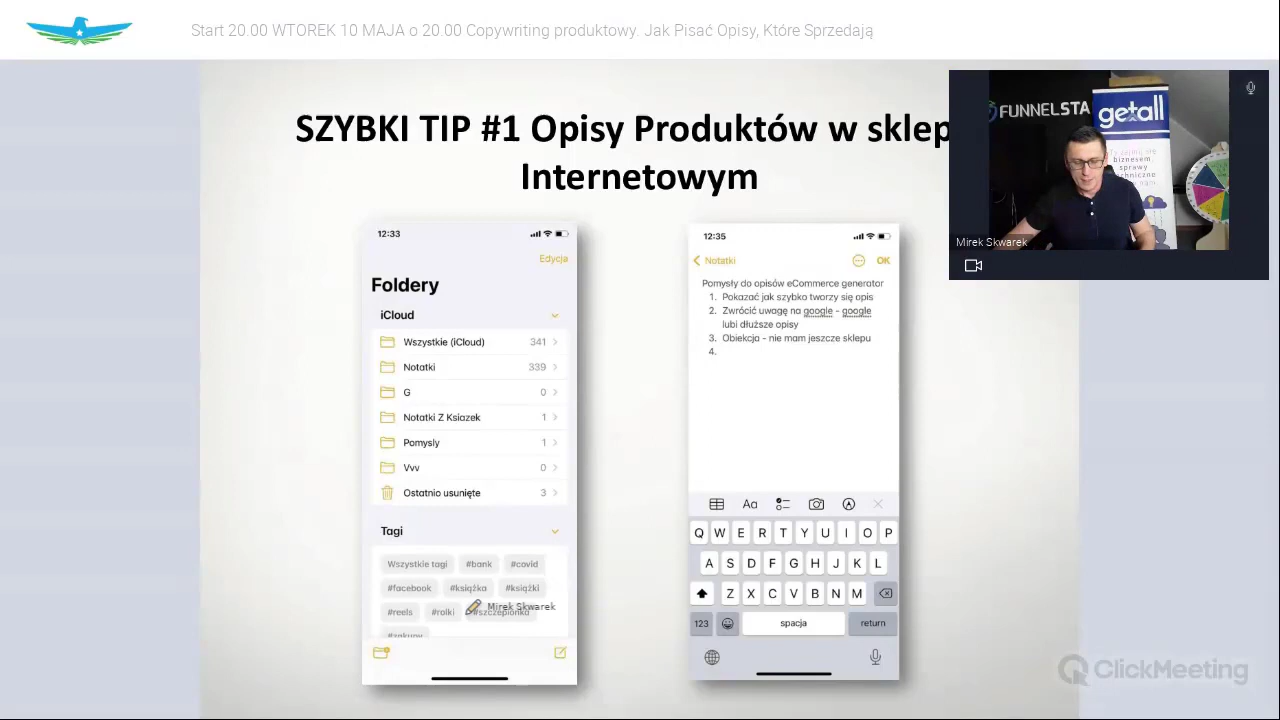 Start 20.00 WTOREK 10 MAJA o 20.00 Copywriting produktowy. Jak Pisać Opisy, Które Sprzedają
SZYBKI TIP #1 Opisy Produktów w sklep
Internetowym
FUNNELSTA
getall
biznesem,
sprawy
Mirek Skwarek
12:33
Edycja
Foldery
iCloud
Wszystkie (iCloud) 341
Notatki 339
G 0
Notatki Z Ksiazek 1
Pomysly 1
Vvv 0
Ostatnio usunięte 3
Tagi
Wszystkie tagi #bank #covid
#facebook #książka #książki
#reels #rolki #szczepionka
Mirek Skwarek
#zakupy
12:35
Notatki OK
Pomysły do opisów eCommerce generator
1. Pokazać jak szybko tworzy się opis
2. Zwrócić uwagę na google - google
lubi dłuższe opisy
3. Obiekcja - nie mam jeszcze sklepu
4.
Aa
Q W E R T Y U I O P
A S D F G H J K L
Z X C V B N M
123 spacja return
ClickMeeting